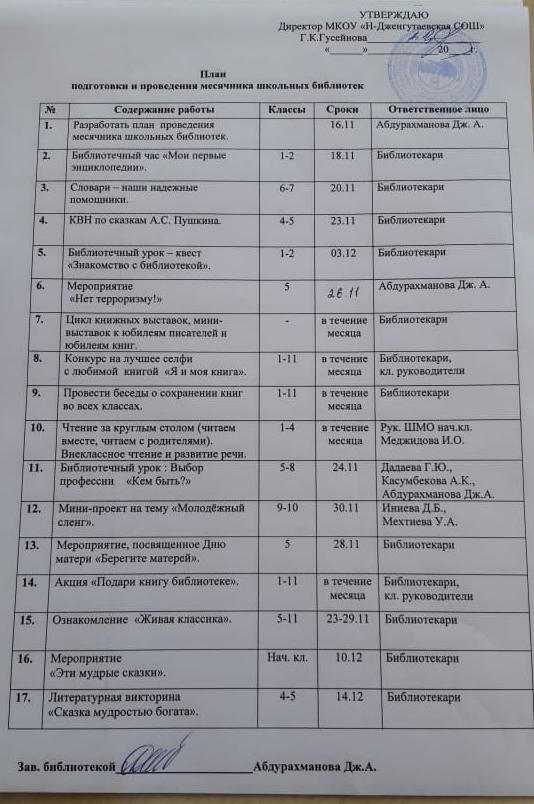 УТВЕРЖДАЮ
Директор МКОУ «Н-Дженгутаевская СОШ»
Г.К.Гусейнова
«______»____________20____г.
План
подготовки и проведения месячника школьных библиотек
№ Содержание работы Классы Сроки Ответственное лицо
1. Разработать план проведения 16.11 Абдурахманова Дж. А.
месячника школьных библиотек.
2. Библиотечный час «Мои первые 1-2 18.11 Библиотекари
энциклопедии».
3. Словари – наши надежные 6-7 20.11 Библиотекари
помощники.
4. КВН по сказкам А.С. Пушкина. 4-5 23.11 Библиотекари
5. Библиотечный урок – квест 1-2 03.12 Библиотекари
«Знакомство с библиотекой».
6. Мероприятие 5 26.11 Абдурахманова Дж. А.
«Нет терроризму!»
7. Цикл книжных выставок, мини- - в течение Библиотекари
выставок к юбилеям писателей и месяца
юбилеям книг.
8. Конкурс на лучшее селфи 1-11 в течение Библиотекари,
с любимой книгой «Я и моя книга». месяца кл. руководители
9. Провести беседы о сохранении книг 1-11 в течение Библиотекари
во всех классах. месяца
10. Чтение за круглым столом (читаем 1-4 в течение Рук. ШМО нач.кл.
вместе, читаем с родителями). месяца Меджидова И.О.
Внеклассное чтение и развитие речи.
11. Библиотечный урок : Выбор 5-8 24.11 Дадаева Г.Ю.,
профессии «Кем быть?» Касумбекова А.К.,
Абдурахманова Дж.А.
12. Мини-проект на тему «Молодёжный 9-10 30.11 Иниева Д.Б.,
сленг». Мехтиева У.А.
13. Мероприятие, посвященное Дню 5 28.11 Библиотекари
матери «Берегите матерей».
14. Акция «Подари книгу библиотеке». 1-11 в течение Библиотекари,
месяца кл. руководители
15. Ознакомление «Живая классика». 5-11 23-29.11 Библиотекари
16. Мероприятие Нач. кл. 10.12 Библиотекари
«Эти мудрые сказки».
17. Литературная викторина 4-5 14.12 Библиотекари
«Сказка мудростью богата».
Зав. библиотекой Абдурахманова Дж.А.